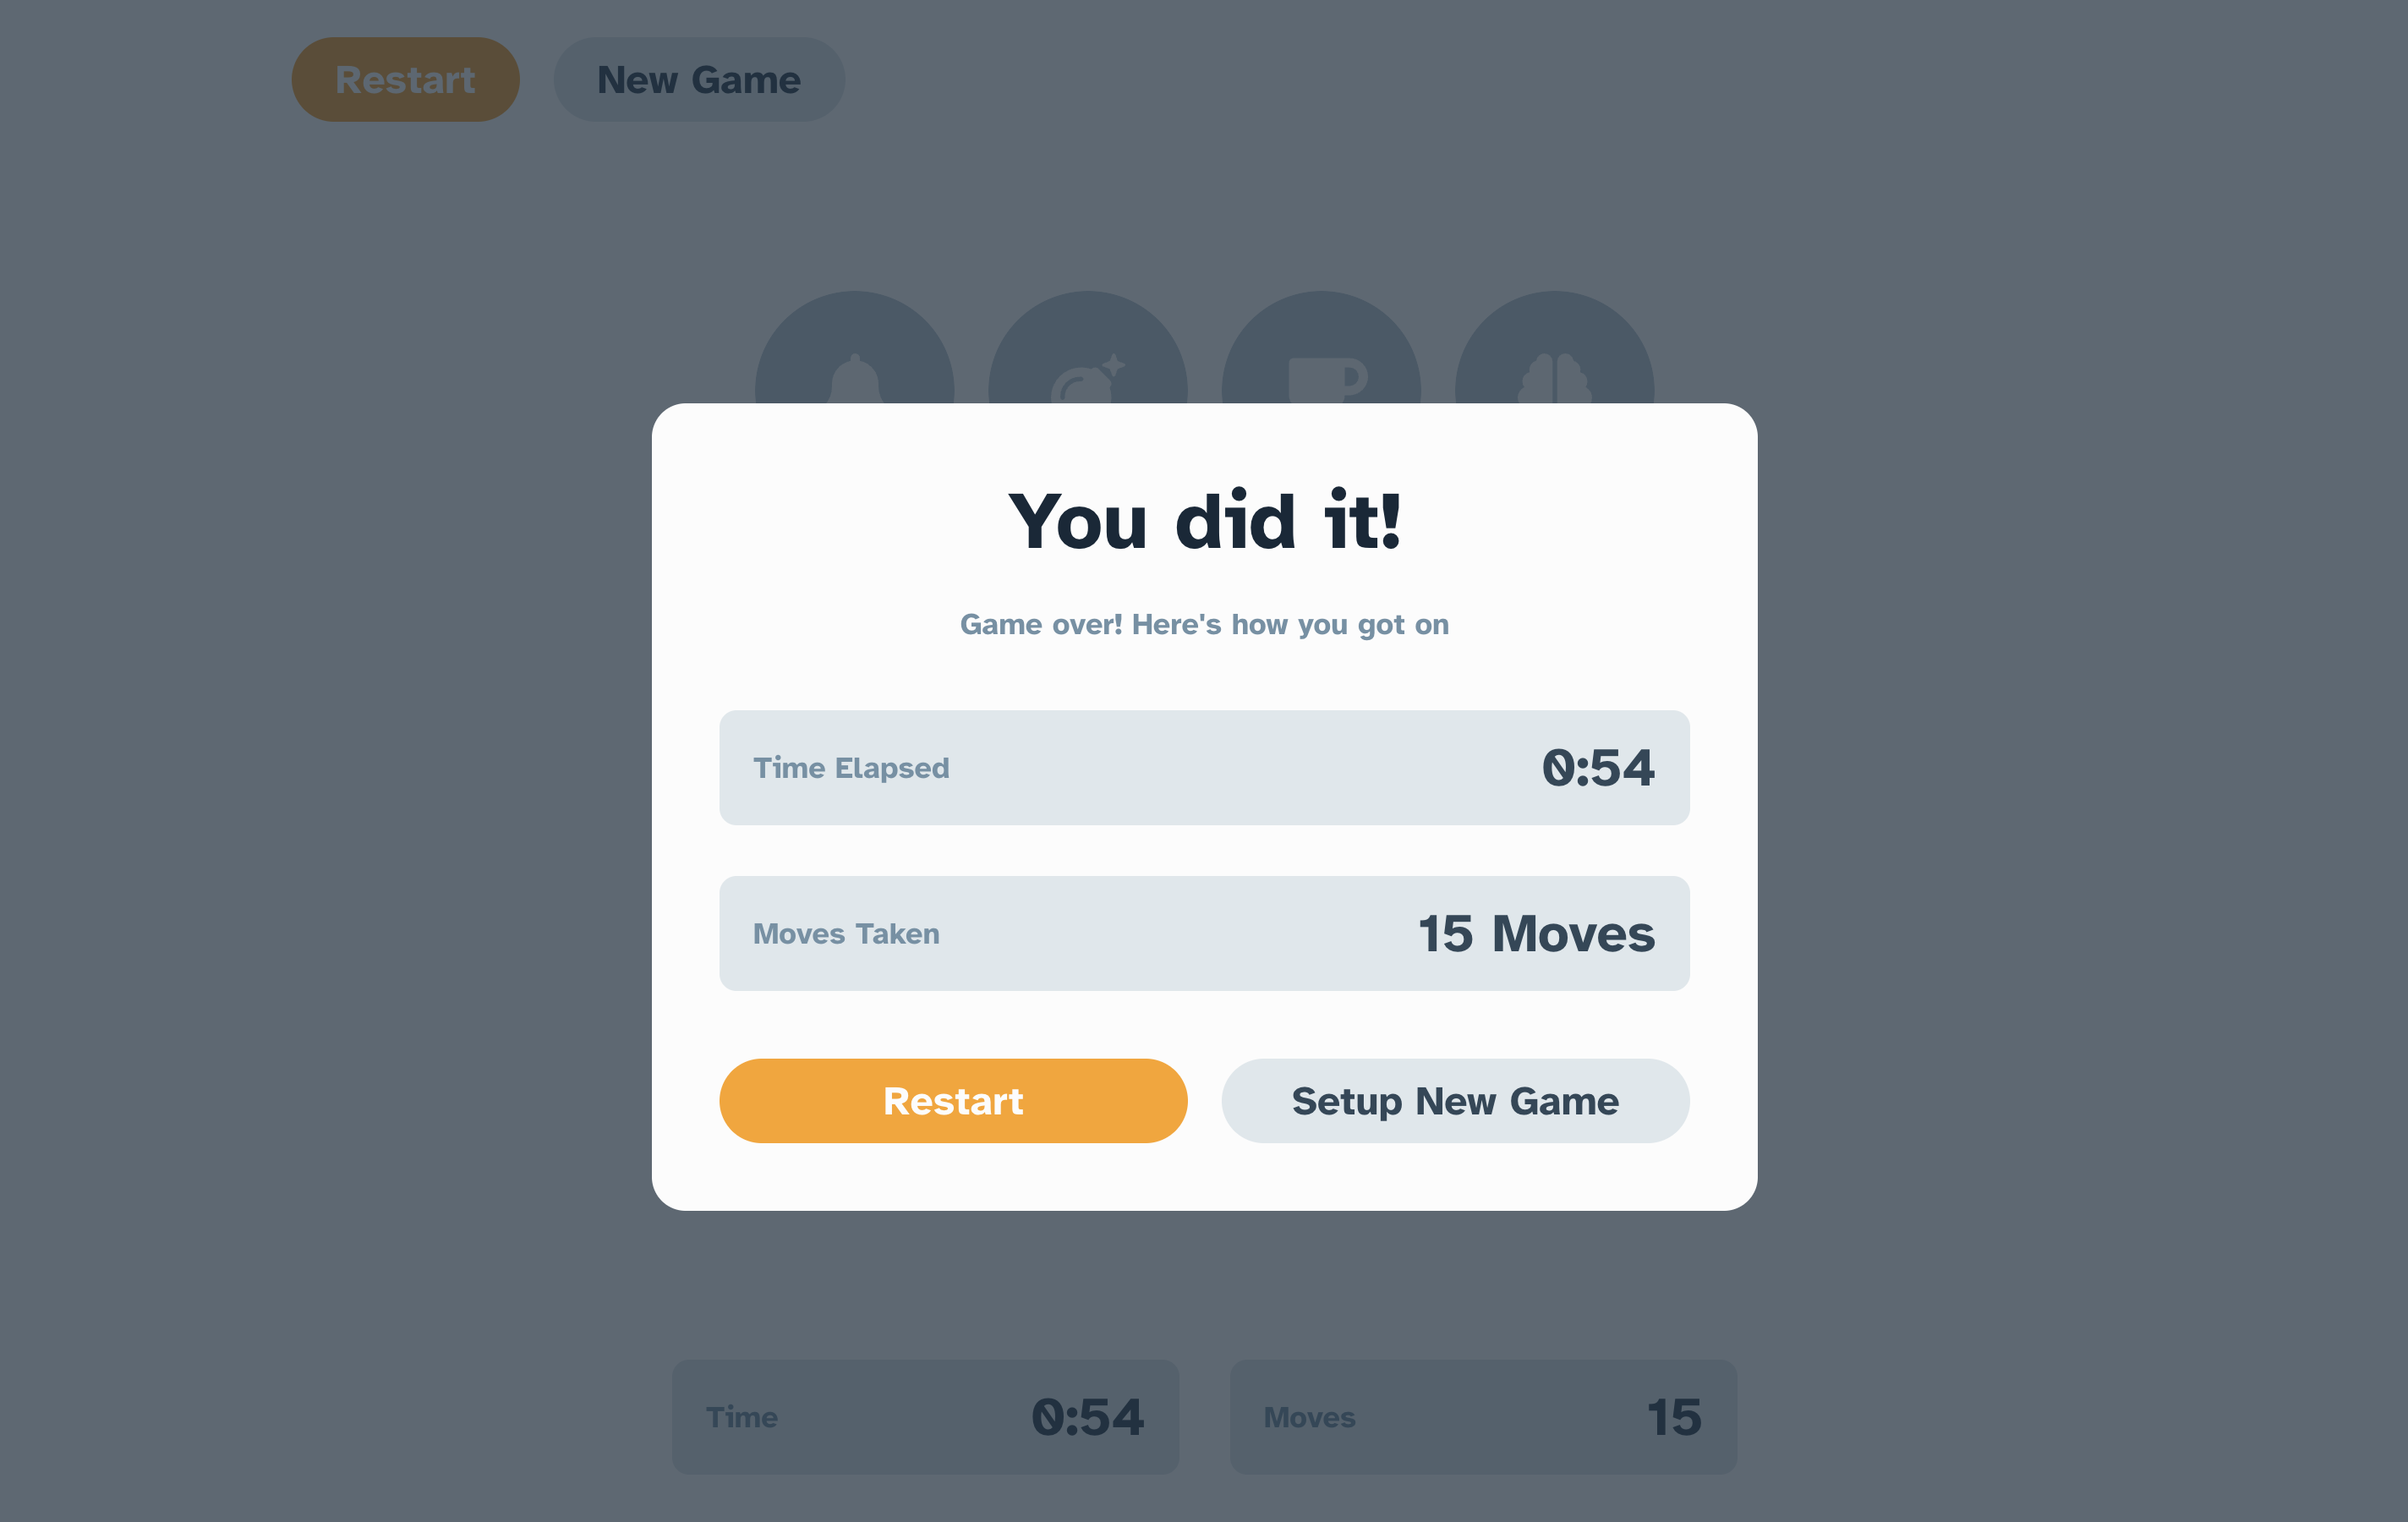 Restart
New Game
You did it!
Game over! Here's how you got on
Time Elapsed
0:54
Moves Taken
15 Moves
Restart
Setup New Game
Time
0:54
Moves
15